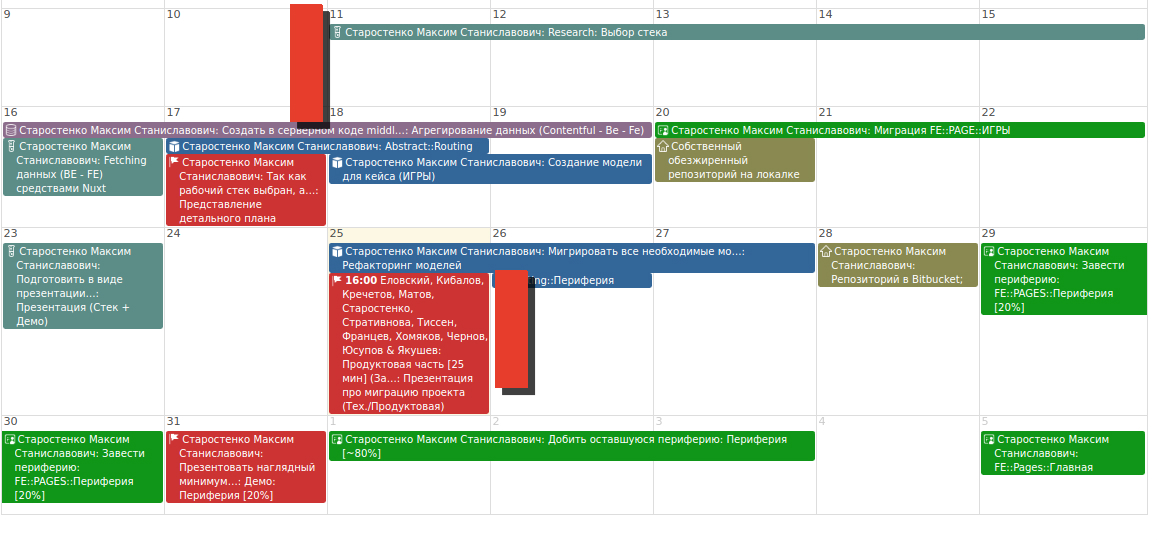 9 10 11 12 13 14 15
Старостенко Максим Станиславович: Research: Выбор стека
16 17 18 19 20 21 22
Старостенко Максим Станиславович: Создать в серверном коде middl...: Агрегирование данных (Contentful - Be - Fe)
Старостенко Максим Станиславович: Миграция FE::PAGE::ИГРЫ
Старостенко Максим
Станиславович: Fetching
данных (BE - FE)
средствами Nuxt
Старостенко Максим Станиславович: Abstract::Routing
Старостенко Максим
Станиславович: Так как
рабочий стек выбран, а...:
Представление
детального плана
Старостенко Максим Станиславович: Создание модели
для кейса (ИГРЫ)
Собственный
обезжиренный
репозиторий на локалке
23 24 25 26 27 28 29
Старостенко Максим
Станиславович:
Подготовить в виде
презентации...:
Презентация (Стек +
Демо)
Старостенко Максим Станиславович: Мигрировать все необходимые мо...:
Рефакторинг моделей
16:00 Еловский, Кибалов,
Кречетов, Матов,
Старостенко,
Стративнова, Тиссен,
Францев, Хомяков, Чернов,
Юсупов & Якушев:
Продуктовая часть [25
мин] (За...: Презентация
про миграцию проекта
(Тех./Продуктовая)
ing::Периферия
Старостенко Максим
Станиславович:
Репозиторий в Bitbucket;
Старостенко Максим
Станиславович: Завести
периферию:
FE::PAGES::Периферия
[20%]
30 31 1 2 3 4 5
Старостенко Максим
Станиславович: Завести
периферию:
FE::PAGES::Периферия
[20%]
Старостенко Максим
Станиславович:
Презентовать наглядный
минимум...: Демо:
Периферия [20%]
Старостенко Максим Станиславович: Добить оставшуюся периферию: Периферия
[~80%]
Старостенко Максим
Станиславович:
FE::Pages::Главная